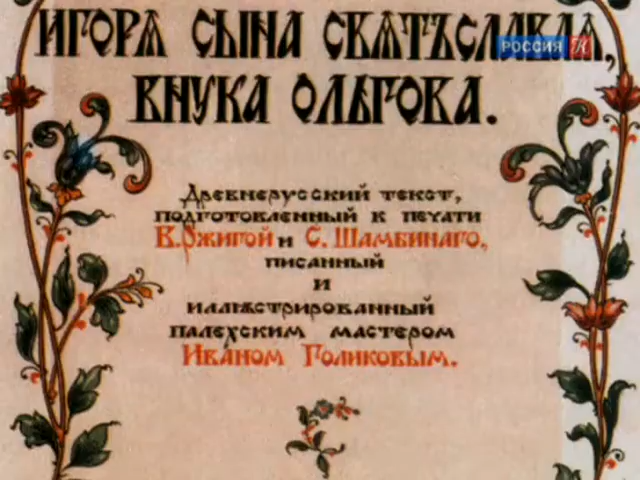 ИГОРЯ СЫНА СВЯТЪСЛАВЛЯ,
РОССИЯ К
ВНУКА ОЛЬГОВА.
Древнерусский текст,
подготовленный к печати
В. Ржигой и С. Шамбинаго,
писанный
и
иллюстрированный
палехским мастером
Иваном Голиковым.